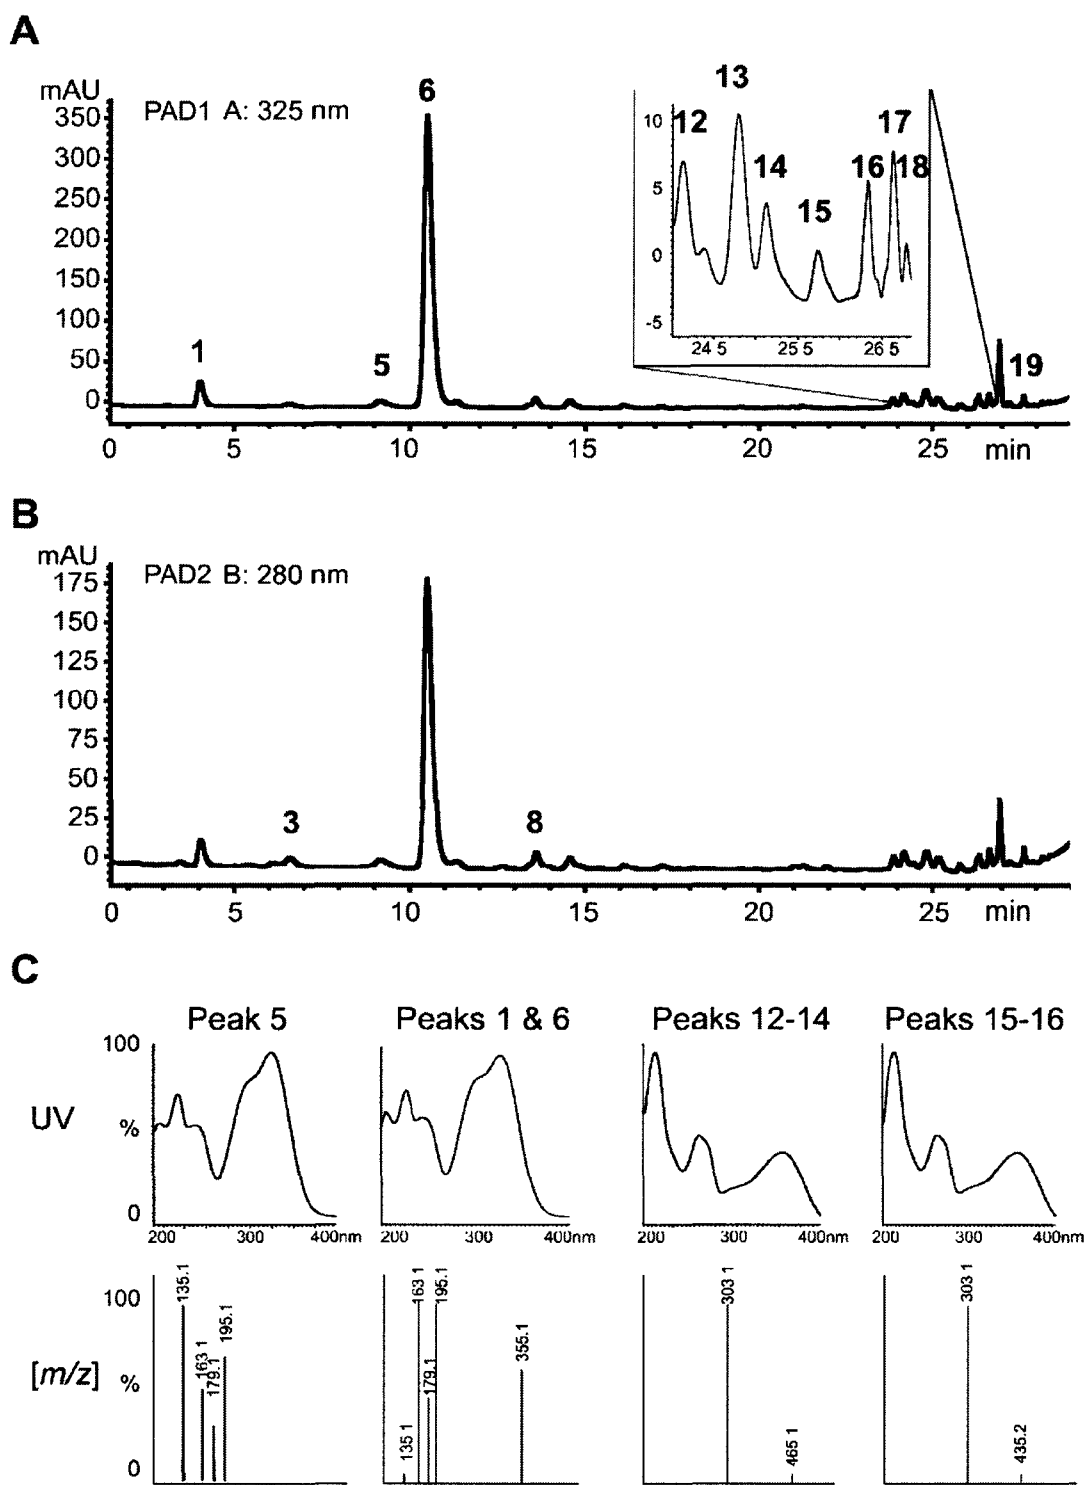 A
mAU
PAD1 A: 325 nm
350
300
250
200
150
100
50
0
1
5
6
19
0 5 10 15 20 25 min
13
12
14
15
16
17
18
10
5
0
-5
24 5 25 5 26 5
B
mAU
PAD2 B: 280 nm
175
150
125
100
75
50
25
0
3
8
0 5 10 15 20 25 min
C
Peak 5 Peaks 1 & 6 Peaks 12-14 Peaks 15-16
UV
100
%
0
200 300 400nm 200 300 400nm 200 300 400nm 200 300 400nm
[m/z]
100
%
0
135.1 163 1 179.1 195.1
135 1 163 1 179.1 195.1 355.1
303 1 465 1
303 1 435.2